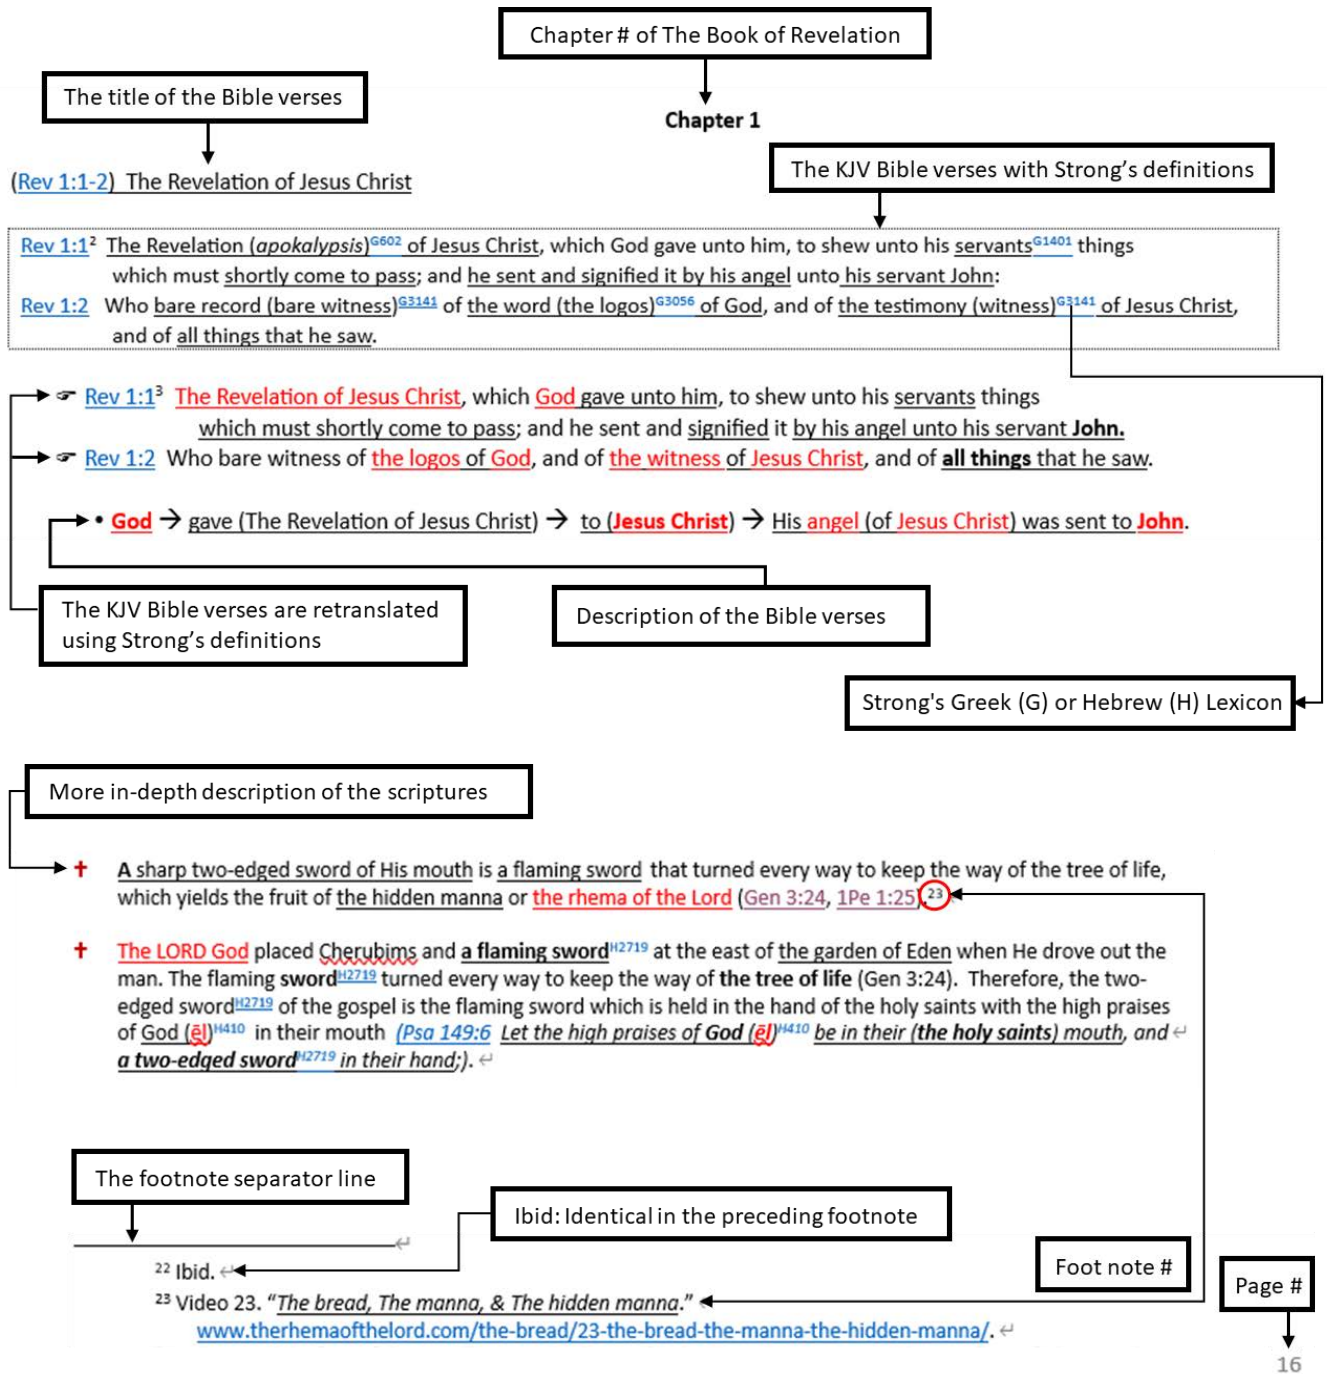 Chapter # of The Book of Revelation
The title of the Bible verses
Chapter 1
The KJV Bible verses with Strong's definitions
(Rev 1:1-2)  The Revelation of Jesus Christ
Rev 1:1² The Revelation (apokalypsis)G602 of Jesus Christ, which God gave unto him, to shew unto his servantsG1401 things
which must shortly come to pass; and he sent and signified it by his angel unto his servant John:
Rev 1:2 Who bare record (bare witness)G3141 of the word (the logos)G3056 of God, and of the testimony (witness)G3141 of Jesus Christ,
and of all things that he saw.
☞ Rev 1:1³ The Revelation of Jesus Christ, which God gave unto him, to shew unto his servants things
which must shortly come to pass; and he sent and signified it by his angel unto his servant John.
☞ Rev 1:2 Who bare witness of the logos of God, and of the witness of Jesus Christ, and of all things that he saw.
• God → gave (The Revelation of Jesus Christ) → to (Jesus Christ) → His angel (of Jesus Christ) was sent to John.
The KJV Bible verses are retranslated
using Strong's definitions
Description of the Bible verses
Strong's Greek (G) or Hebrew (H) Lexicon
More in-depth description of the scriptures
✝ A sharp two-edged sword of His mouth is a flaming sword that turned every way to keep the way of the tree of life,
which yields the fruit of the hidden manna or the rhema of the Lord (Gen 3:24, 1Pe 1:25).²³
✝ The LORD God placed Cherubims and a flaming swordH2719 at the east of the garden of Eden when He drove out the
man. The flaming swordH2719 turned every way to keep the way of the tree of life (Gen 3:24). Therefore, the two-
edged swordH2719 of the gospel is the flaming sword which is held in the hand of the holy saints with the high praises
of God (ēl)H410 in their mouth (Psa 149:6 Let the high praises of God (ēl)H410 be in their (the holy saints) mouth, and ↵
a two-edged swordH2719 in their hand;). ↵
The footnote separator line
Ibid: Identical in the preceding footnote
Foot note #
Page #
²² Ibid. ↵
²³ Video 23. “The bread, The manna, & The hidden manna.”
www.therhemaofthelord.com/the-bread/23-the-bread-the-manna-the-hidden-manna/. ↵
16